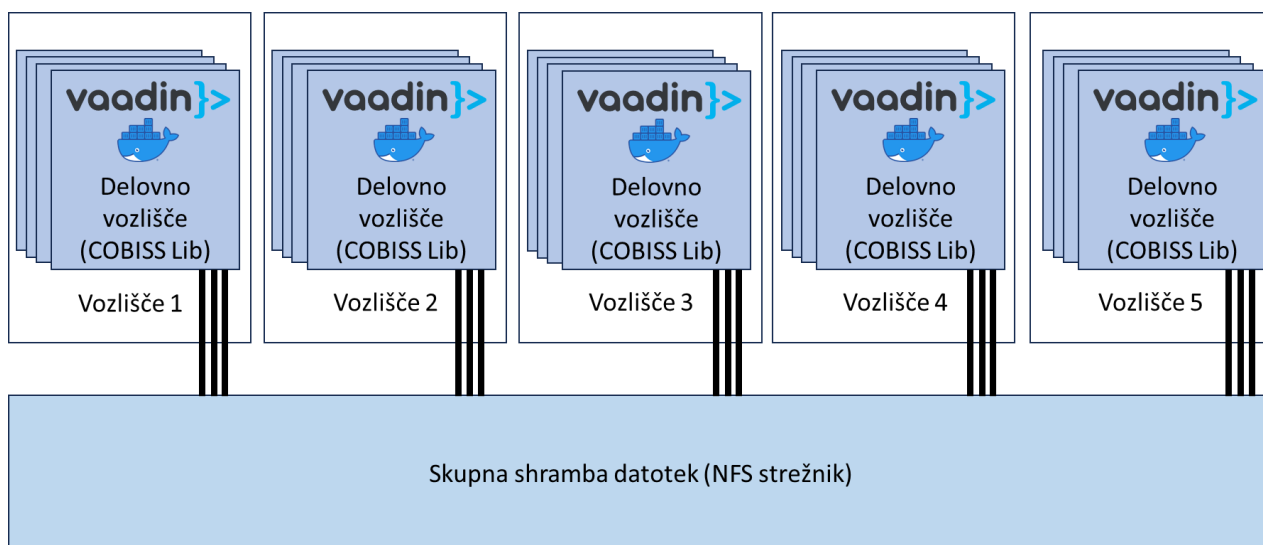 vaadin}>
Delovno
vozlišče
(COBISS Lib)
Vozlišče 1
vaadin}>
Delovno
vozlišče
(COBISS Lib)
Vozlišče 2
vaadin}>
Delovno
vozlišče
(COBISS Lib)
Vozlišče 3
vaadin}>
Delovno
vozlišče
(COBISS Lib)
Vozlišče 4
vaadin}>
Delovno
vozlišče
(COBISS Lib)
Vozlišče 5
Skupna shramba datotek (NFS strežnik)